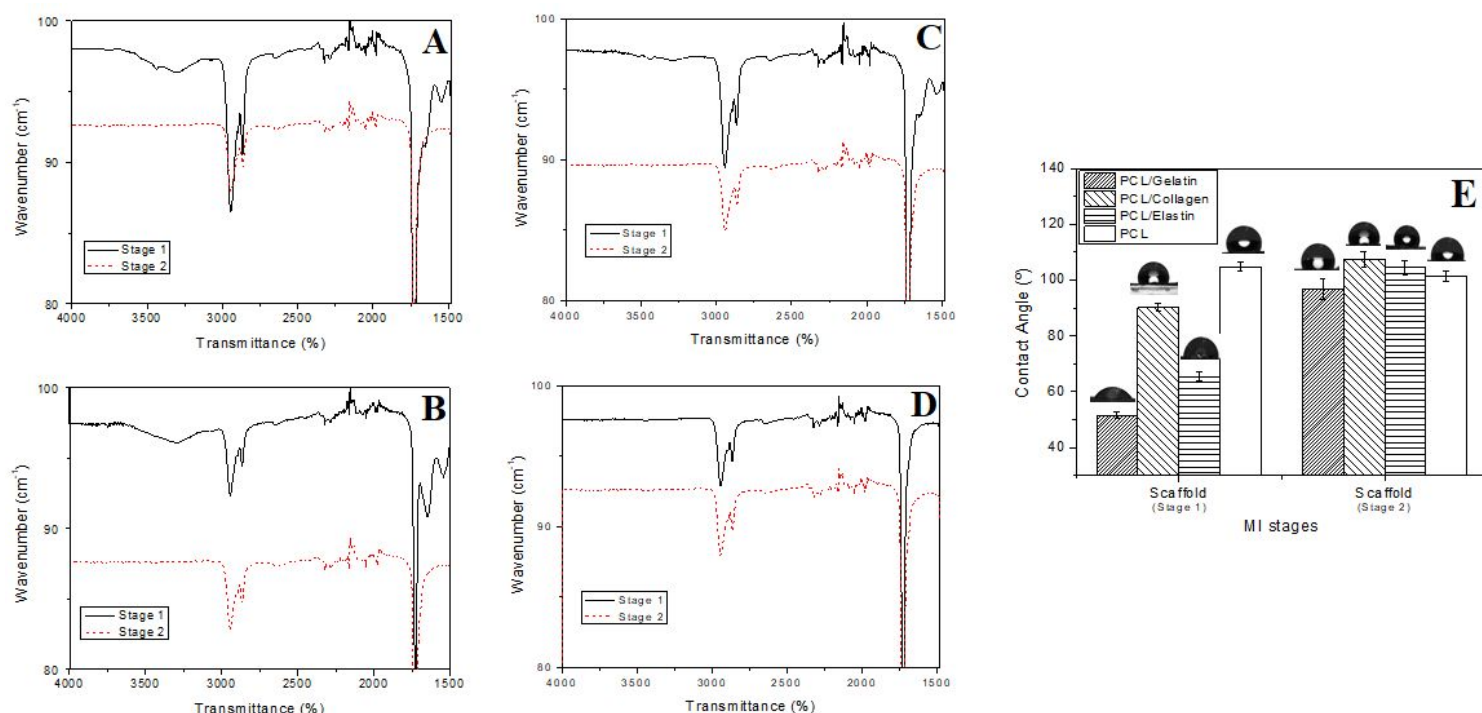 A
100
90
80
Wavenumber (cm⁻¹)
Stage 1
Stage 2
4000 3500 3000 2500 2000 1500
Transmittance (%)
C
100
90
80
Wavenumber (cm⁻¹)
Stage 1
Stage 2
4000 3500 3000 2500 2000 1500
Transmittance (%)
B
100
90
80
Wavenumber (cm⁻¹)
Stage 1
Stage 2
4000 3500 3000 2500 2000 1500
Transmittance (%)
D
100
90
80
Wavenumber (cm⁻¹)
Stage 1
Stage 2
4000 3500 3000 2500 2000 1500
Transmittance (%)
E
140
120
100
80
60
40
Contact Angle (º)
PCL/Gelatin
PCL/Collagen
PCL/Elastin
PCL
Scaffold Scaffold
(Stage 1) (Stage 2)
MI stages